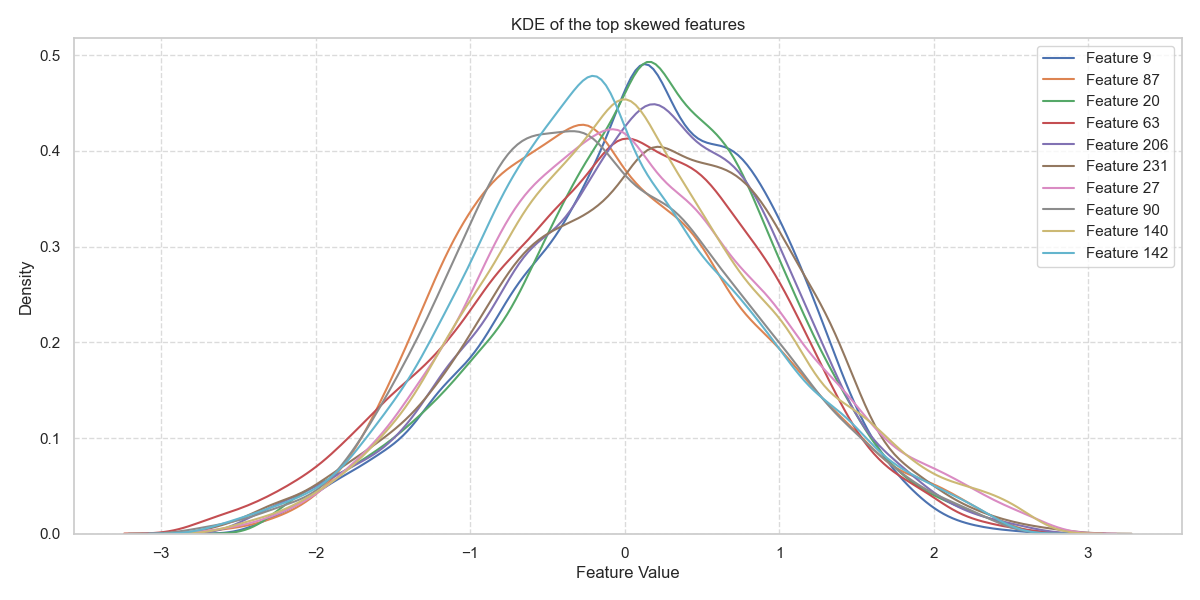 KDE of the top skewed features
0.5
0.4
0.3
0.2
0.1
0.0
Density
−3
−2
−1
0
1
2
3
Feature Value
Feature 9
Feature 87
Feature 20
Feature 63
Feature 206
Feature 231
Feature 27
Feature 90
Feature 140
Feature 142